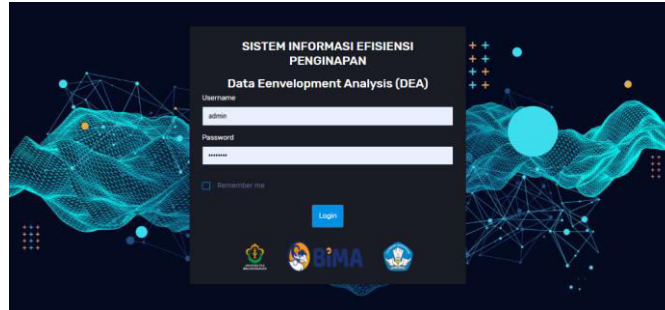 SISTEM INFORMASI EFISIENSI
PENGINAPAN
Data Eenvelopment Analysis (DEA)
Username
admin
Password
••••••••
Remember me
Login
BIMA